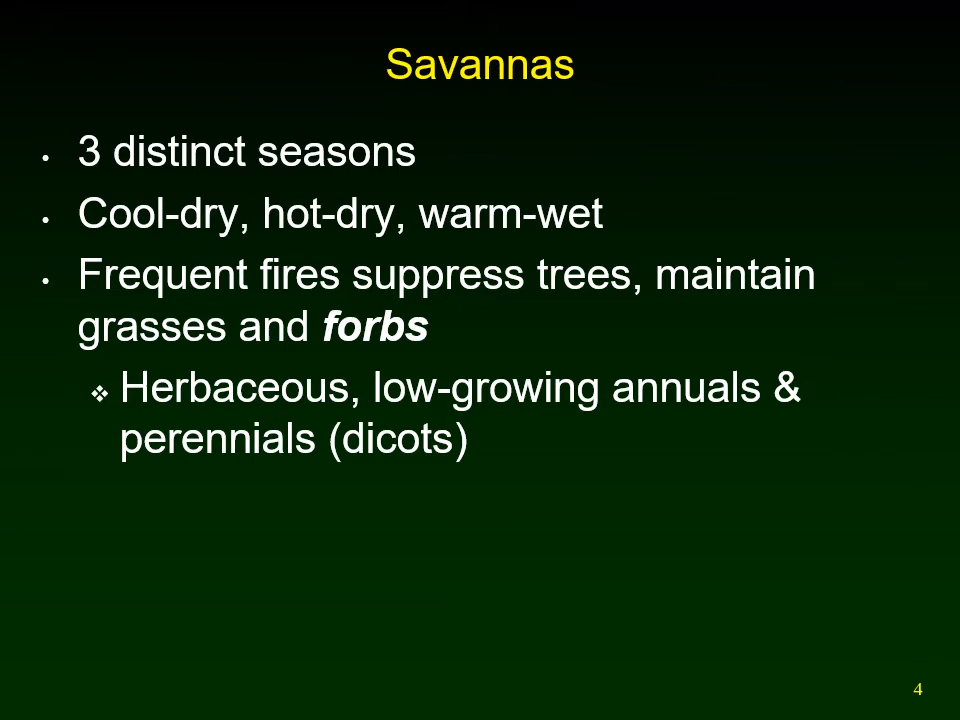 Savannas
• 3 distinct seasons
• Cool-dry, hot-dry, warm-wet
• Frequent fires suppress trees, maintain
grasses and forbs
❖ Herbaceous, low-growing annuals &
perennials (dicots)
4